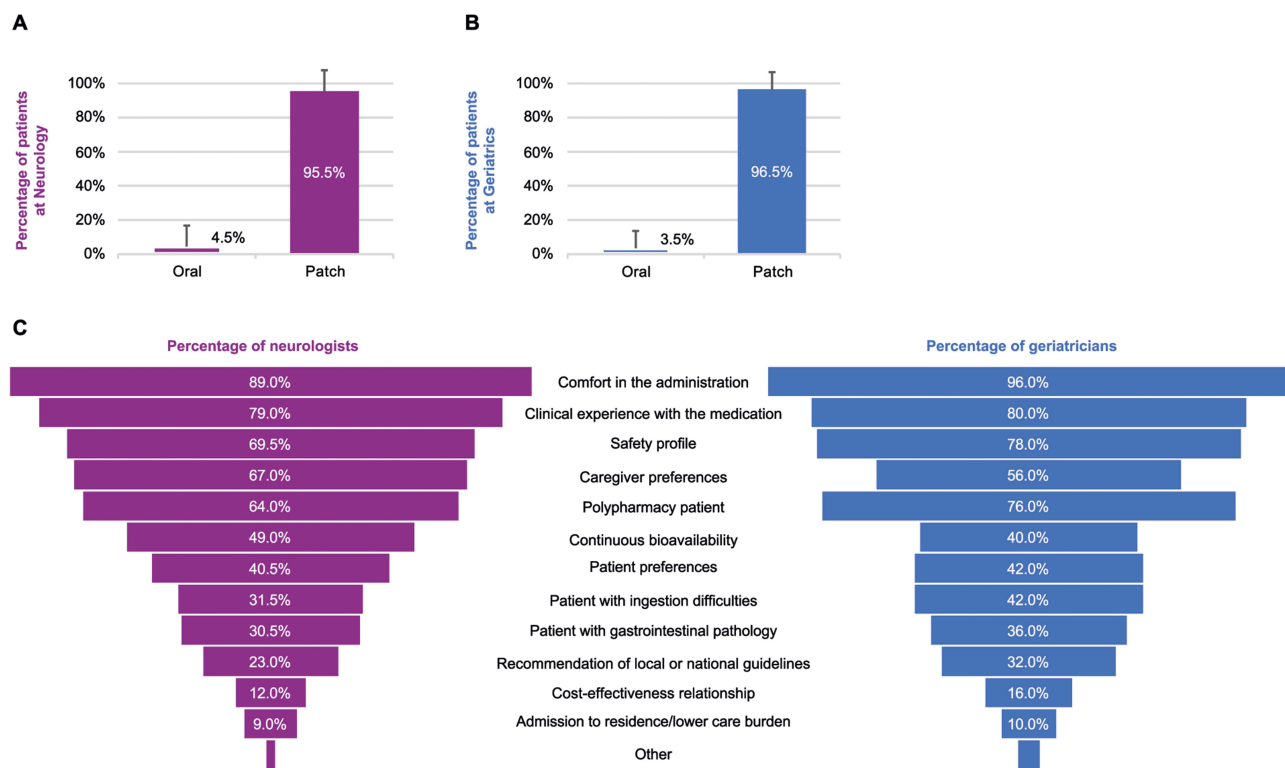 A
Percentage of patients
at Neurology
100%
80%
60%
40%
20%
0%
4.5%
95.5%
Oral
Patch
B
Percentage of patients
at Geriatrics
100%
80%
60%
40%
20%
0%
3.5%
96.5%
Oral
Patch
C
Percentage of neurologists
Percentage of geriatricians
89.0% Comfort in the administration 96.0%
79.0% Clinical experience with the medication 80.0%
69.5% Safety profile 78.0%
67.0% Caregiver preferences 56.0%
64.0% Polypharmacy patient 76.0%
49.0% Continuous bioavailability 40.0%
40.5% Patient preferences 42.0%
31.5% Patient with ingestion difficulties 42.0%
30.5% Patient with gastrointestinal pathology 36.0%
23.0% Recommendation of local or national guidelines 32.0%
12.0% Cost-effectiveness relationship 16.0%
9.0% Admission to residence/lower care burden 10.0%
Other